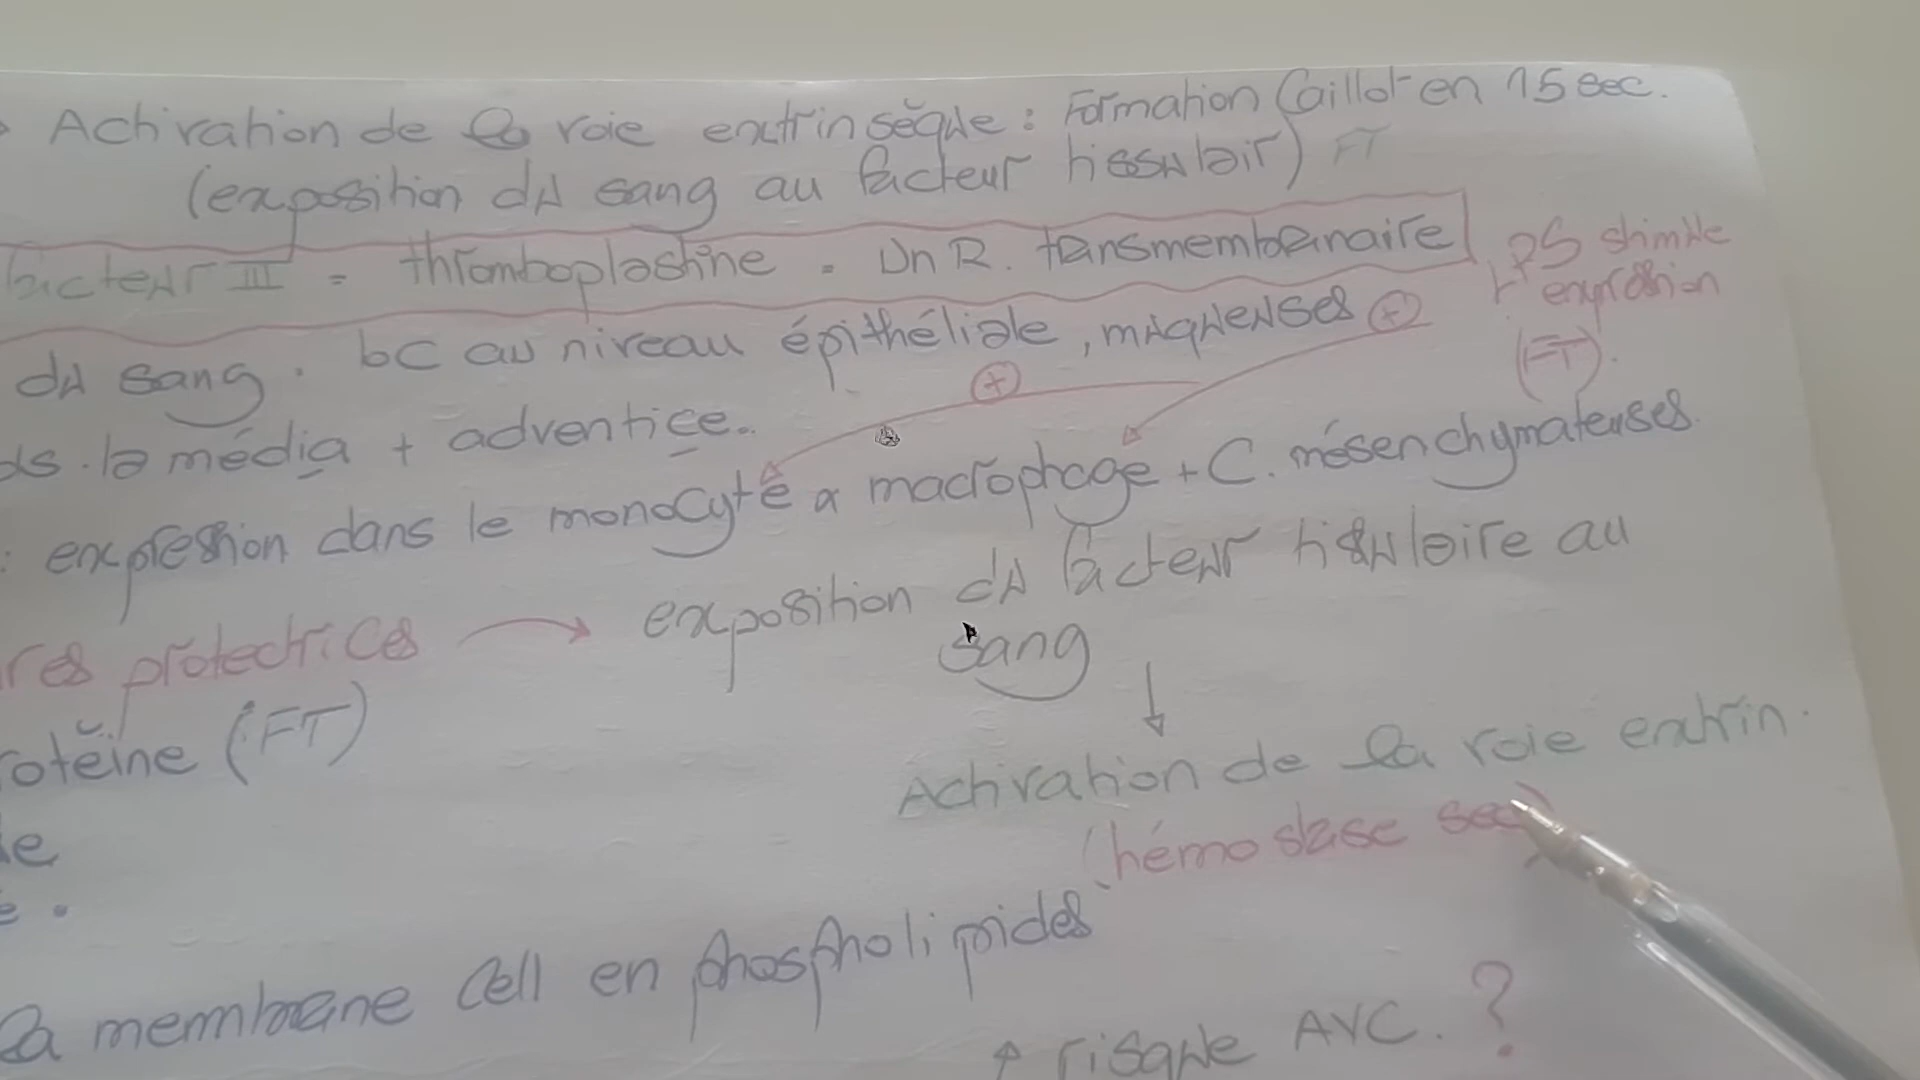 Activation de la voie extrinsèque : Formation Caillot en 15 sec.
(exposition du sang au facteur tissulair) FT
facteur III = thromboplastine . Un R. transmembranaire
PS stimule
l'expression
(FT).
du sang . bc au niveau épithéliale , muqueuses (+)
(+)
ds . la média + adventice..
: expression dans le monocyte macrophage + C. mésenchymateuses
res protectrices → exposition du facteur tissulaire au
sang
↓
otéine (FT)
Activation de la voie extrin.
(hémostase sec)
la membrane Cell en phospholipides
↑ risque AVC. ?